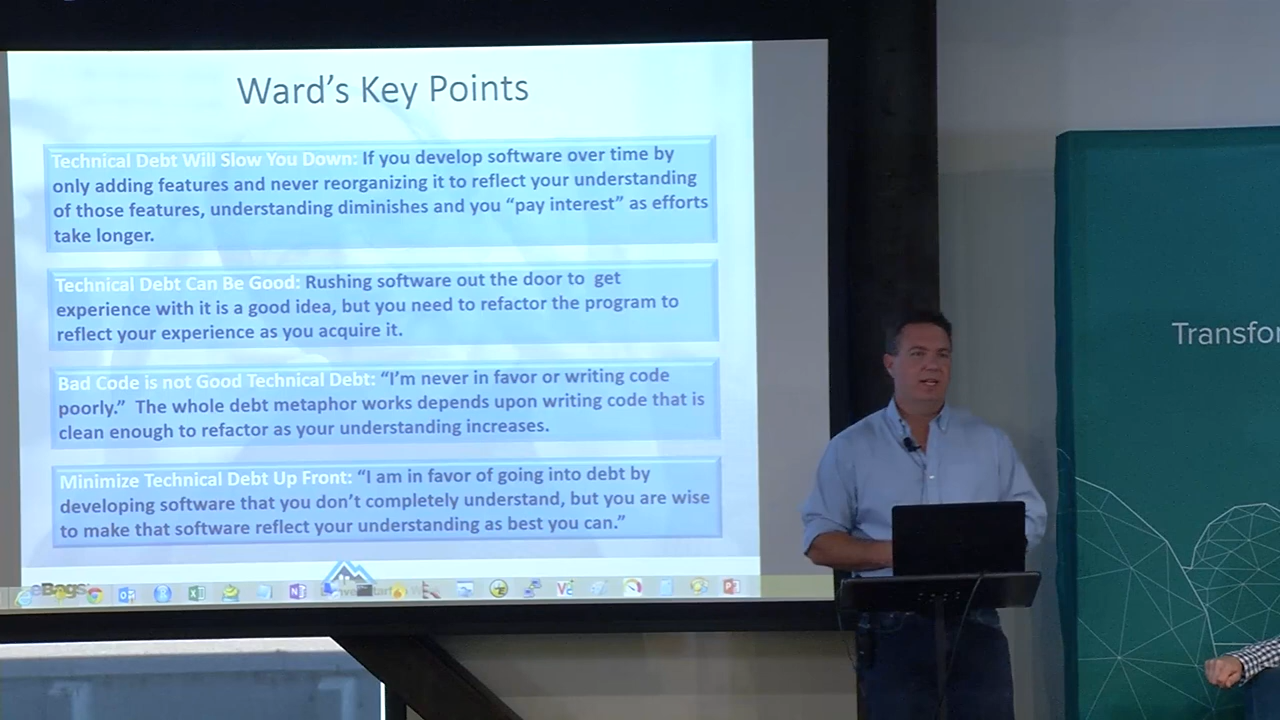 Ward's Key Points
Technical Debt Will Slow You Down: If you develop software over time by
only adding features and never reorganizing it to reflect your understanding
of those features, understanding diminishes and you “pay interest” as efforts
take longer.
Technical Debt Can Be Good: Rushing software out the door to get
experience with it is a good idea, but you need to refactor the program to
reflect your experience as you acquire it.
Bad Code is not Good Technical Debt: “I'm never in favor or writing code
poorly.” The whole debt metaphor works depends upon writing code that is
clean enough to refactor as your understanding increases.
Minimize Technical Debt Up Front: “I am in favor of going into debt by
developing software that you don't completely understand, but you are wise
to make that software reflect your understanding as best you can.”
eBags
Transfor